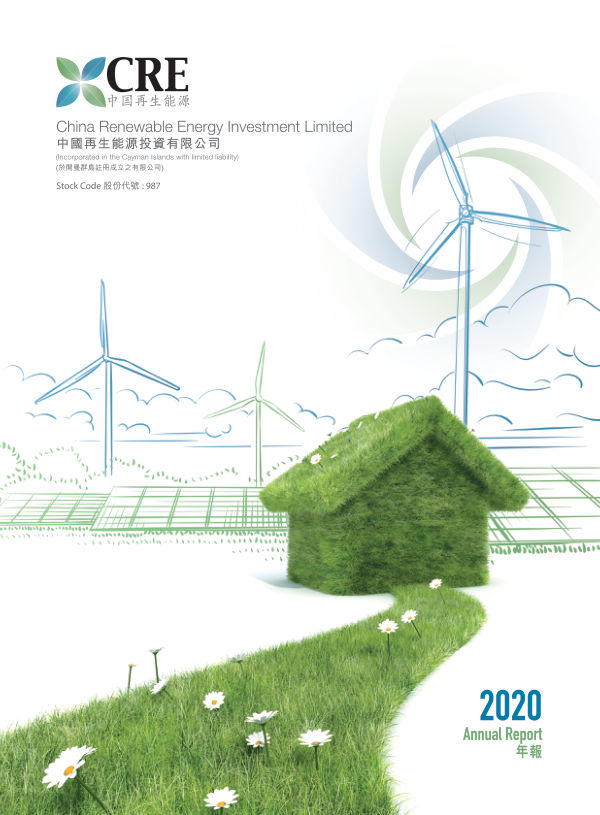 CRE
中国再生能源
China Renewable Energy Investment Limited
中國再生能源投資有限公司
(Incorporated in the Cayman Islands with limited liability)
(於開曼群島註冊成立之有限公司)
Stock Code 股份代號 : 987
2020
Annual Report
年報